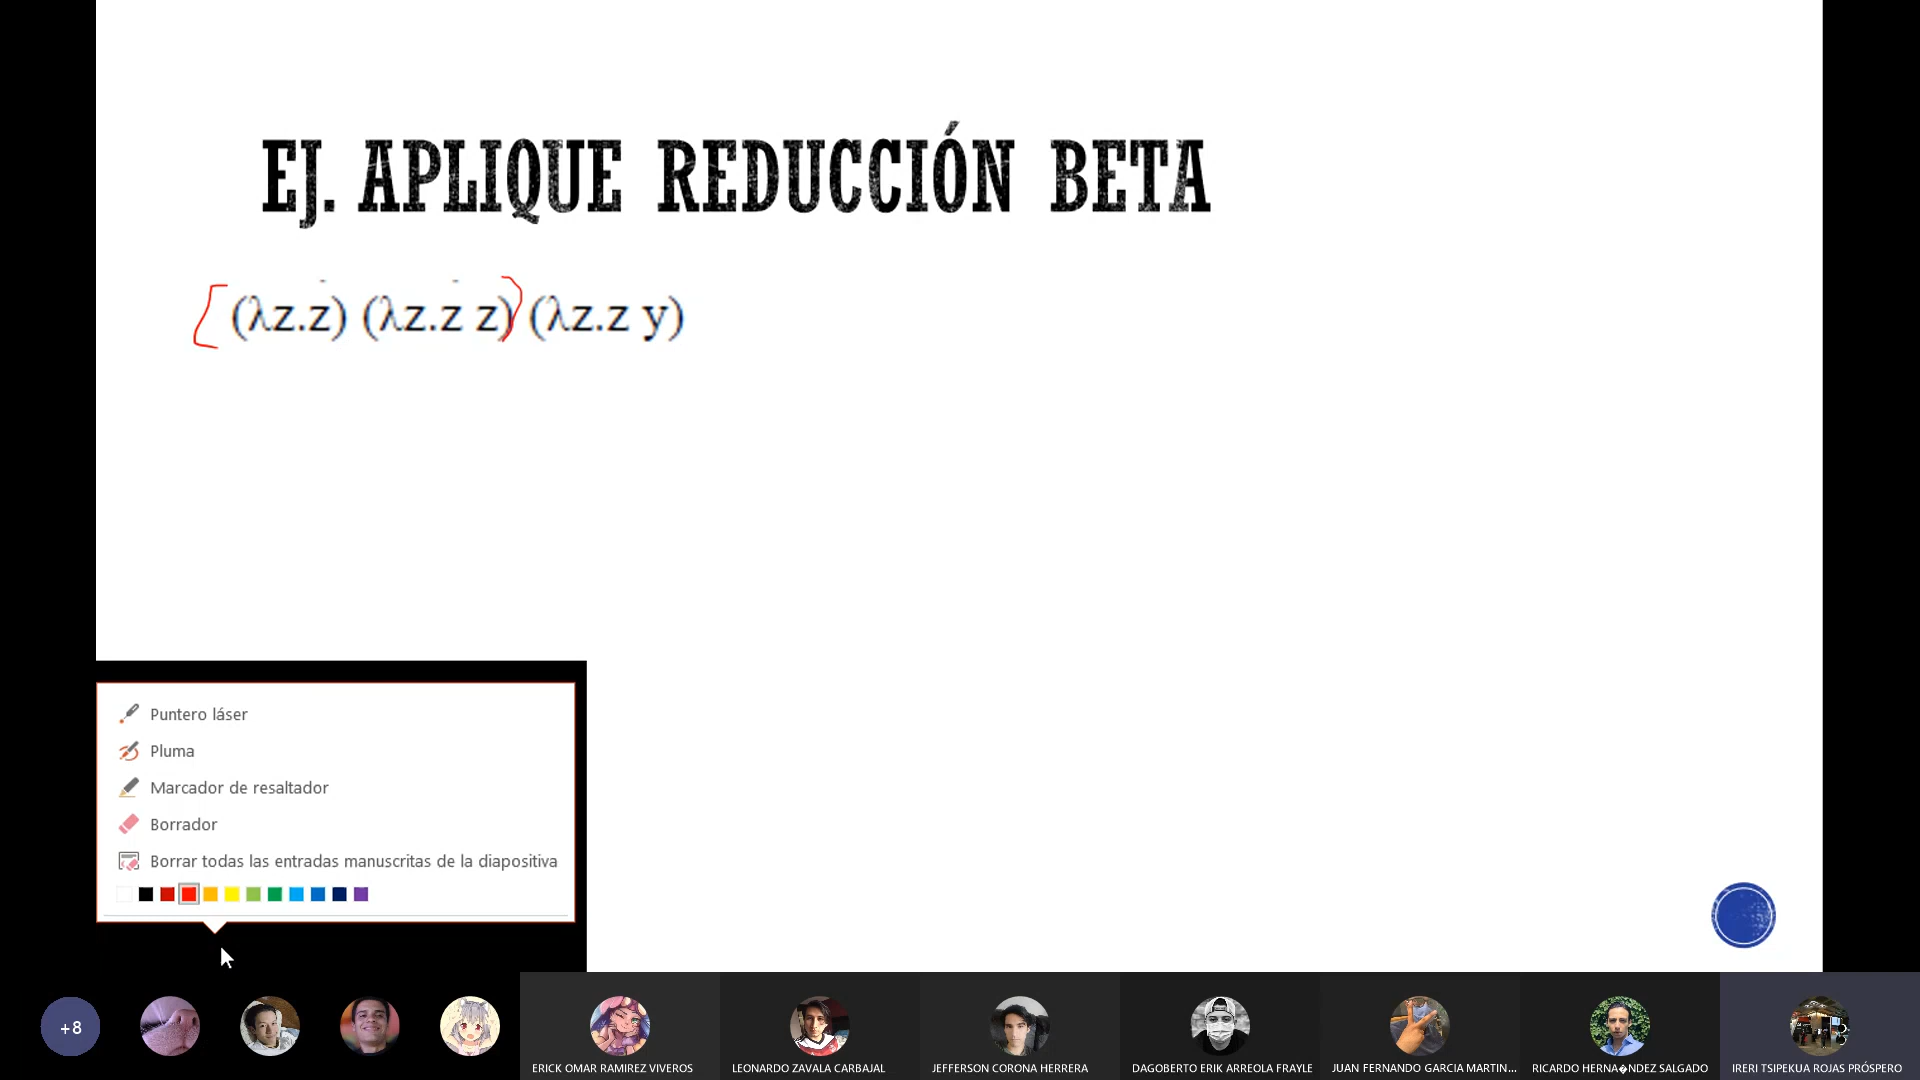 EJ. APLIQUE REDUCCIÓN BETA
(λz.z) (λz.z z) (λz.z y)
Puntero láser
Pluma
Marcador de resaltador
Borrador
Borrar todas las entradas manuscritas de la diapositiva
+8
ERICK OMAR RAMIREZ VIVEROS
LEONARDO ZAVALA CARBAJAL
JEFFERSON CORONA HERRERA
DAGOBERTO ERIK ARREOLA FRAYLE
JUAN FERNANDO GARCIA MARTIN...
RICARDO HERNA�NDEZ SALGADO
IRERI TSIPEKUA ROJAS PRÓSPERO